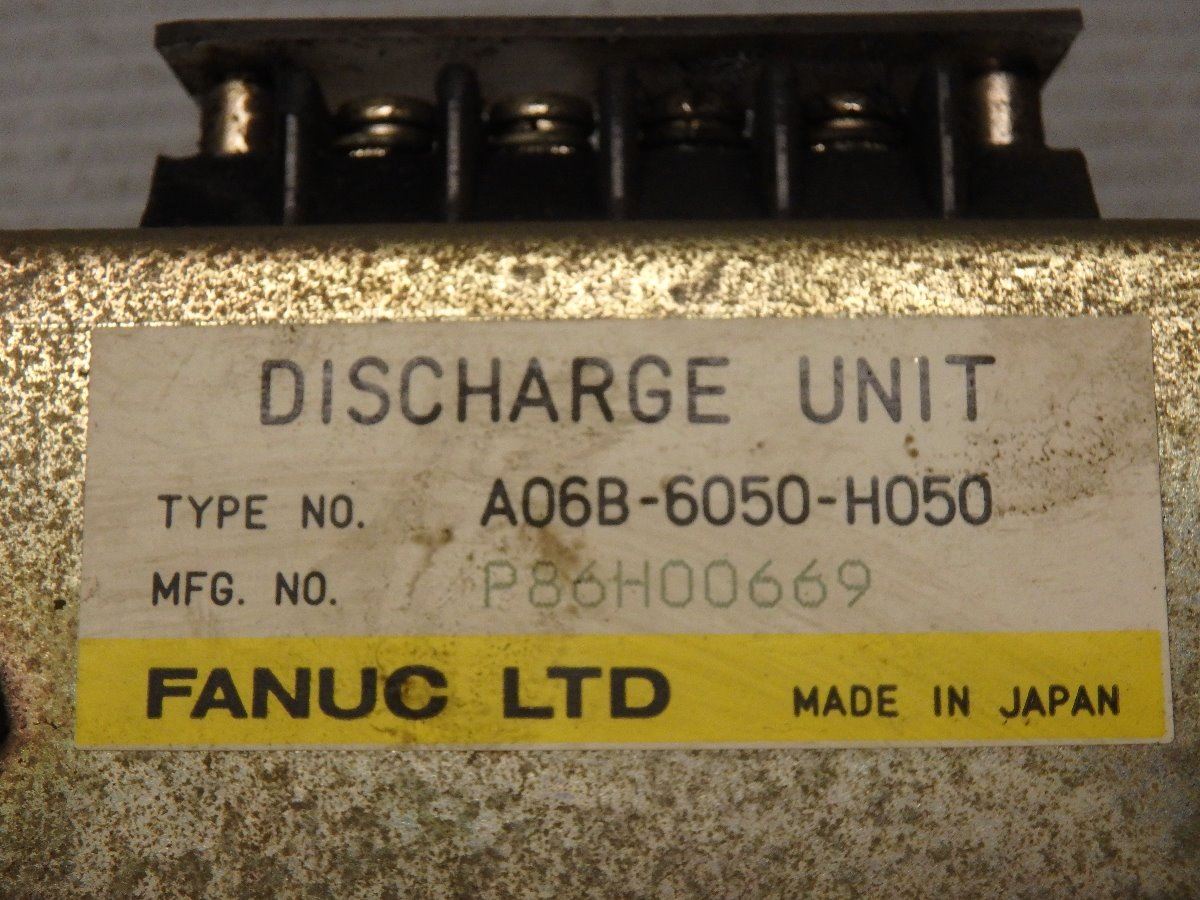 DISCHARGE UNIT
TYPE NO. A06B-6050-H050
MFG. NO. P86H00669
FANUC LTD MADE IN JAPAN